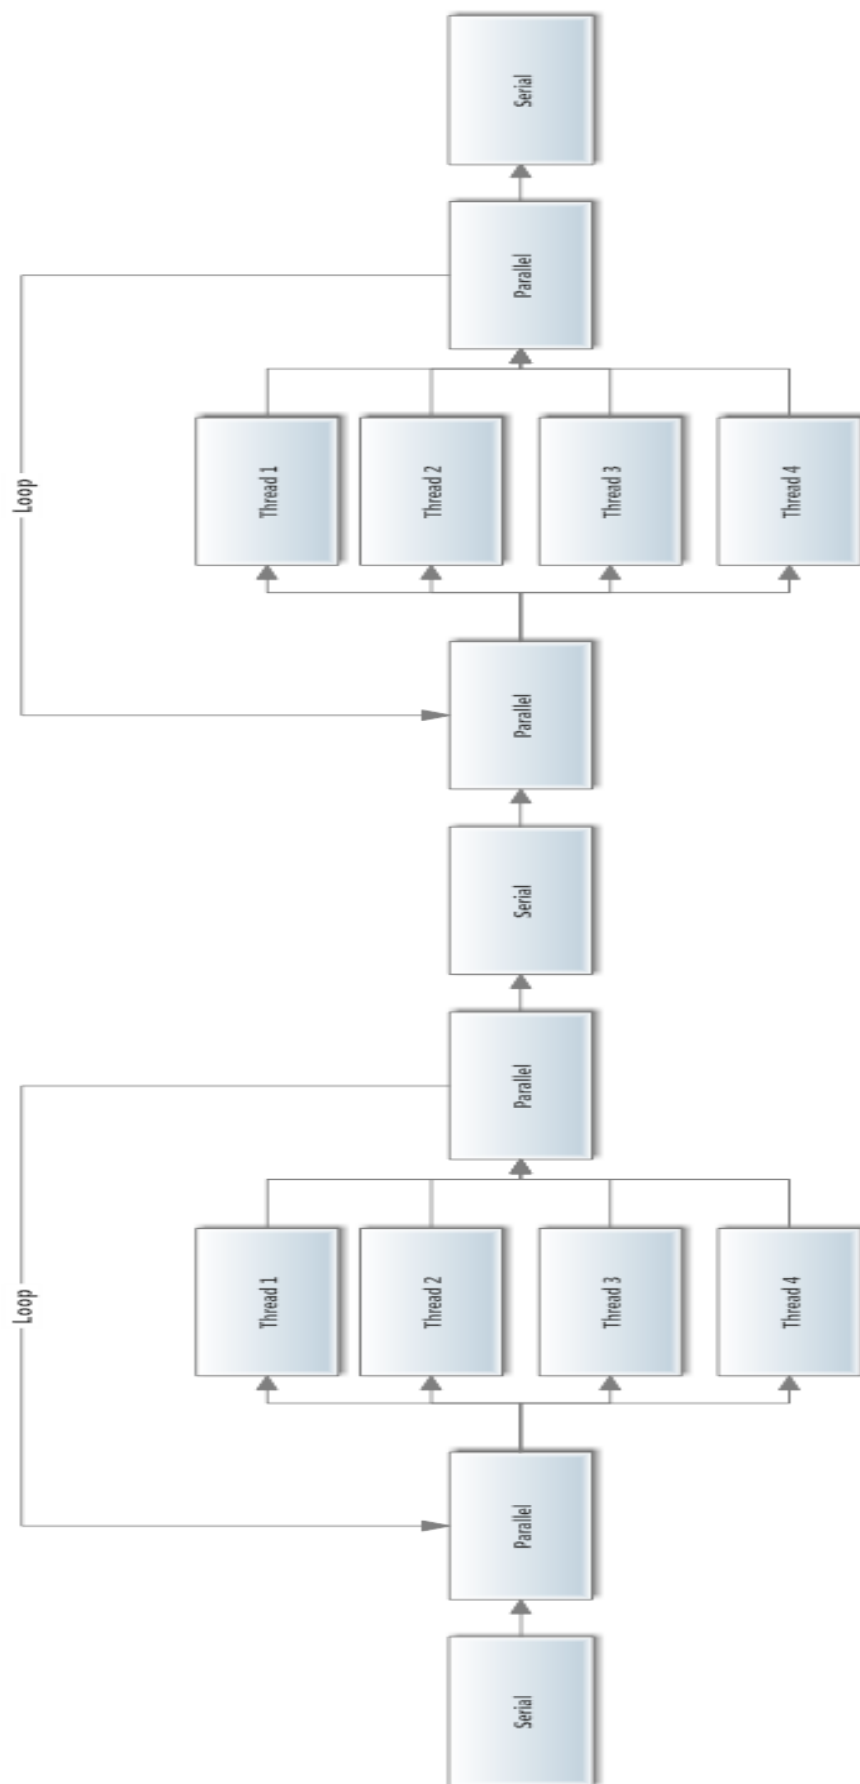 Serial
Parallel
Loop
Thread 1
Thread 2
Thread 3
Thread 4
Parallel
Serial
Parallel
Loop
Thread 1
Thread 2
Thread 3
Thread 4
Parallel
Serial